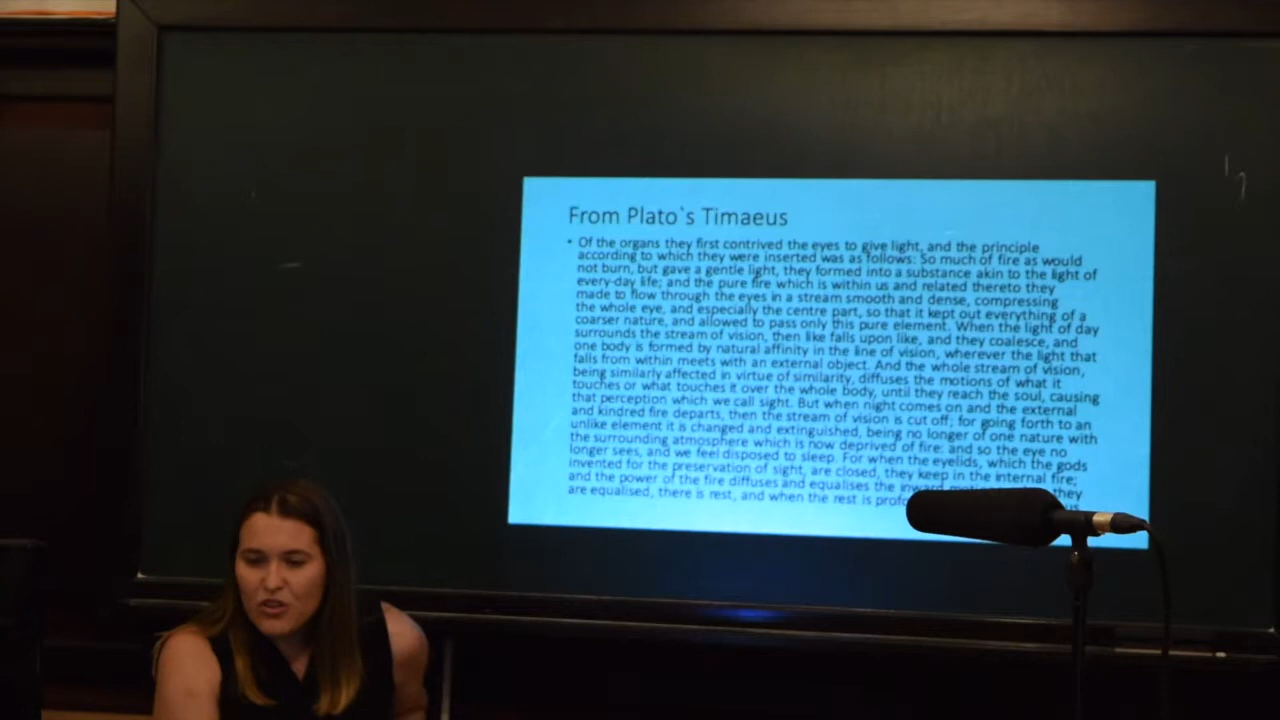 From Plato`s Timaeus
• Of the organs they first contrived the eyes to give light, and the principle
according to which they were inserted was as follows: So much of fire as would
not burn, but gave a gentle light, they formed into a substance akin to the light of
every-day life; and the pure fire which is within us and related thereto they
made to flow through the eyes in a stream smooth and dense, compressing
the whole eye, and especially the centre part, so that it kept out everything of a
coarser nature, and allowed to pass only this pure element. When the light of day
surrounds the stream of vision, then like falls upon like, and they coalesce, and
one body is formed by natural affinity in the line of vision, wherever the light that
falls from within meets with an external object. And the whole stream of vision,
being similarly affected in virtue of similarity, diffuses the motions of what it
touches or what touches it over the whole body, until they reach the soul, causing
that perception which we call sight. But when night comes on and the external
and kindred fire departs, then the stream of vision is cut off; for going forth to an
unlike element it is changed and extinguished, being no longer of one nature with
the surrounding atmosphere which is now deprived of fire: and so the eye no
longer sees, and we feel disposed to sleep. For when the eyelids, which the gods
invented for the preservation of sight, are closed, they keep in the internal fire;
and the power of the fire diffuses and equalises the inward they
are equalised, there is rest, and when the rest is